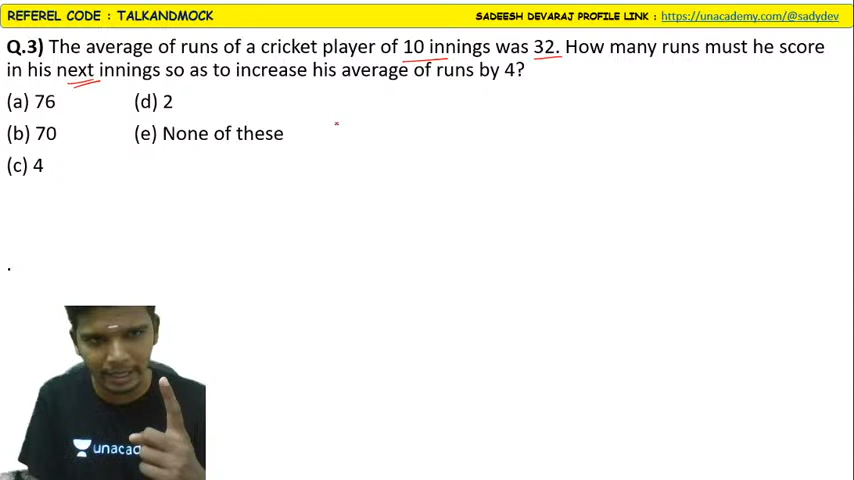 REFEREL CODE : TALKANDMOCK
SADEESH DEVARAJ PROFILE LINK : https://unacademy.com/@sadydev
Q.3) The average of runs of a cricket player of 10 innings was 32. How many runs must he score
in his next innings so as to increase his average of runs by 4?
(a) 76 (d) 2
(b) 70 (e) None of these
(c) 4
.
unacad